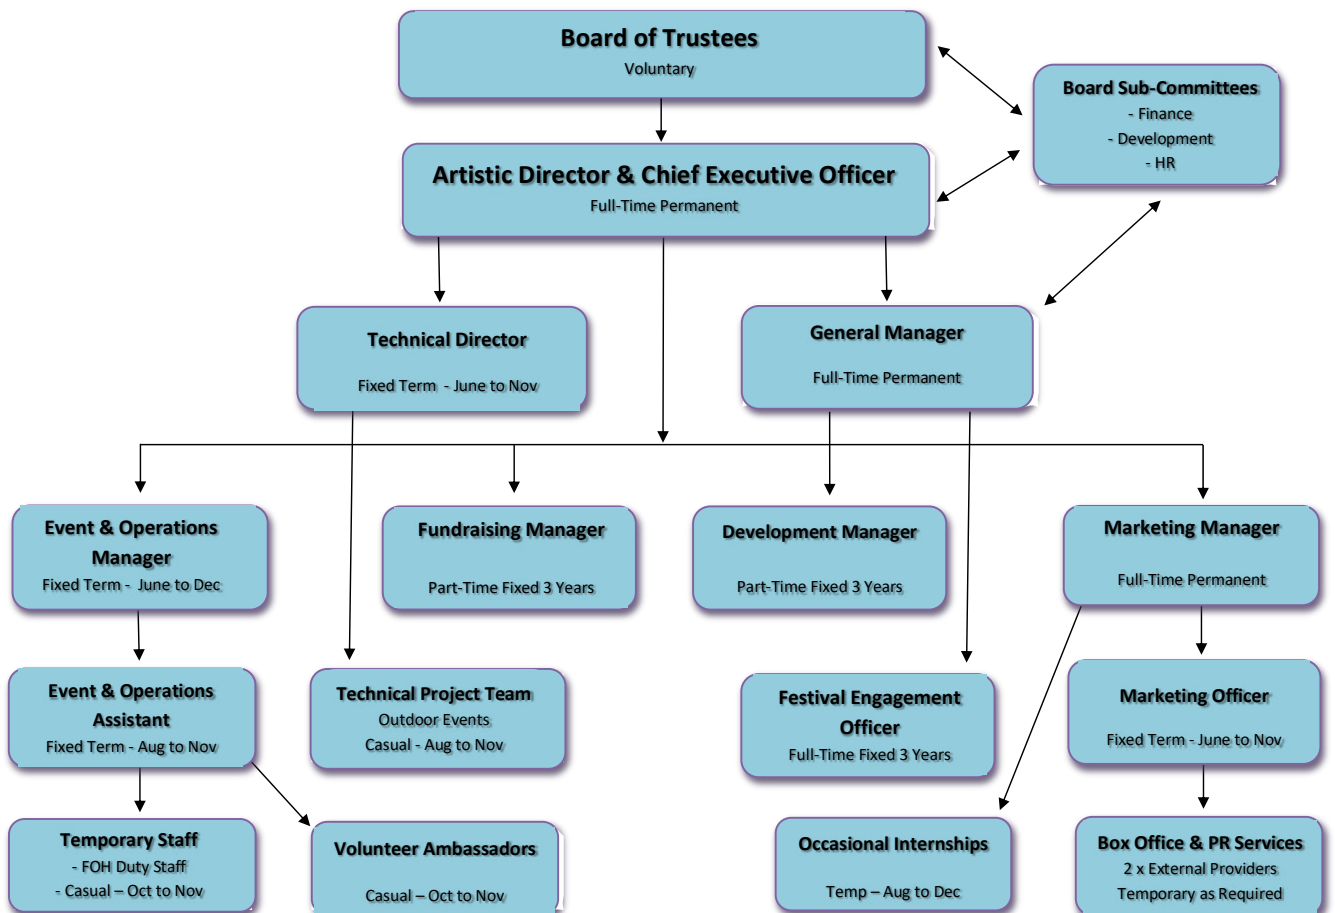 Board of Trustees
Voluntary
Board Sub-Committees
- Finance
- Development
- HR
Artistic Director & Chief Executive Officer
Full-Time Permanent
Technical Director
Fixed Term - June to Nov
General Manager
Full-Time Permanent
Event & Operations
Manager
Fixed Term - June to Dec
Fundraising Manager
Part-Time Fixed 3 Years
Development Manager
Part-Time Fixed 3 Years
Marketing Manager
Full-Time Permanent
Event & Operations
Assistant
Fixed Term - Aug to Nov
Technical Project Team
Outdoor Events
Casual - Aug to Nov
Festival Engagement
Officer
Full-Time Fixed 3 Years
Marketing Officer
Fixed Term - June to Nov
Temporary Staff
- FOH Duty Staff
- Casual – Oct to Nov
Volunteer Ambassadors
Casual – Oct to Nov
Occasional Internships
Temp – Aug to Dec
Box Office & PR Services
2 x External Providers
Temporary as Required